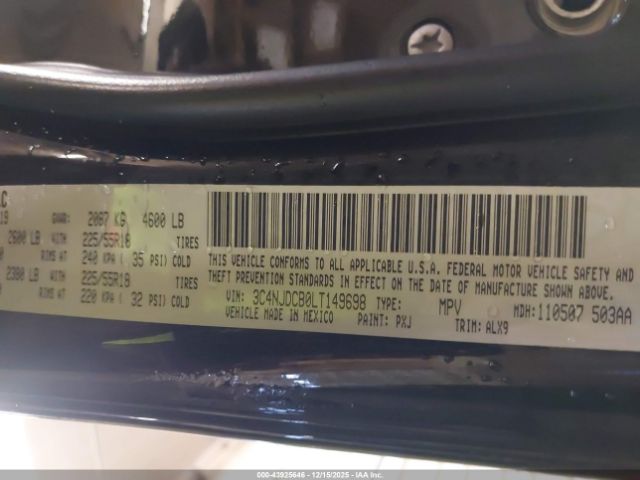 LC
19 GVWR: 2087 KG 4600 LB
2600 LB WITH 225/55R18 TIRES
RIMS AT 240 KPA ( 35 PSI) COLD
2380 LB WITH 225/55R18 TIRES
RIMS AT 220 KPA ( 32 PSI) COLD
THIS VEHICLE CONFORMS TO ALL APPLICABLE U.S.A. FEDERAL MOTOR VEHICLE SAFETY AND
THEFT PREVENTION STANDARDS IN EFFECT ON THE DATE OF MANUFACTURE SHOWN ABOVE.
VIN: 3C4NJDCB0LT149698 TYPE: MPV MDH: 110507 503AA
VEHICLE MADE IN MEXICO PAINT: PXJ TRIM: ALX9
000-43925646 - 12/15/2025 - IAA Inc.